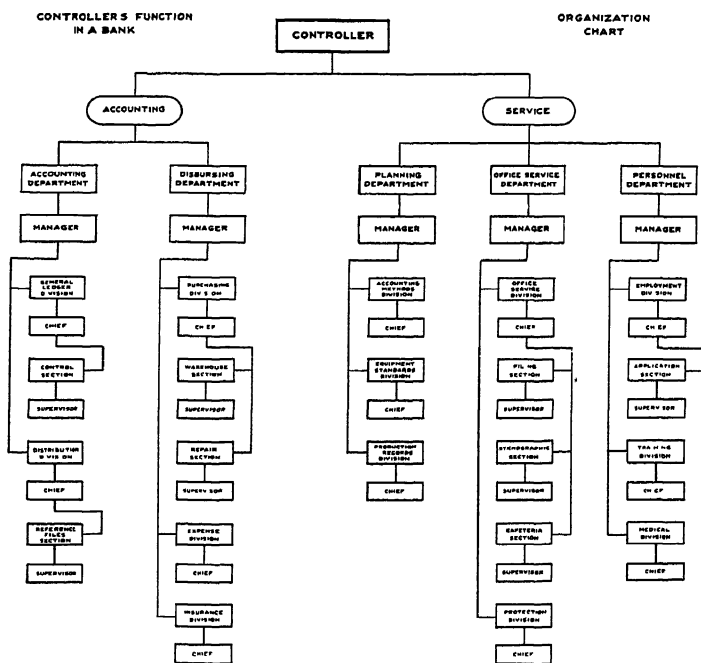 CONTROLLER'S FUNCTION
IN A BANK
CONTROLLER
ORGANIZATION
CHART
ACCOUNTING
SERVICE
ACCOUNTING
DEPARTMENT
DISBURSING
DEPARTMENT
PLANNING
DEPARTMENT
OFFICE SERVICE
DEPARTMENT
PERSONNEL
DEPARTMENT
MANAGER
MANAGER
MANAGER
MANAGER
MANAGER
GENERAL
LEDGER
DIVISION
CHIEF
CONTROL
SECTION
SUPERVISOR
DISTRIBUTION
DIVISION
CHIEF
REFERENCE
FILES
SECTION
SUPERVISOR
PURCHASING
DIVISION
CHIEF
WAREHOUSE
SECTION
SUPERVISOR
REPAIR
SECTION
SUPERVISOR
EXPENSE
DIVISION
CHIEF
INSURANCE
DIVISION
CHIEF
ACCOUNTING
METHODS
DIVISION
CHIEF
EQUIPMENT
STANDARDS
DIVISION
CHIEF
PRODUCTION
RECORDS
DIVISION
CHIEF
OFFICE
SERVICE
DIVISION
CHIEF
FILING
SECTION
SUPERVISOR
STENOGRAPHIC
SECTION
SUPERVISOR
CAFETERIA
SECTION
SUPERVISOR
PROTECTION
DIVISION
CHIEF
EMPLOYMENT
DIVISION
CHIEF
APPLICATION
SECTION
SUPERVISOR
TRAINING
DIVISION
CHIEF
MEDICAL
DIVISION
CHIEF